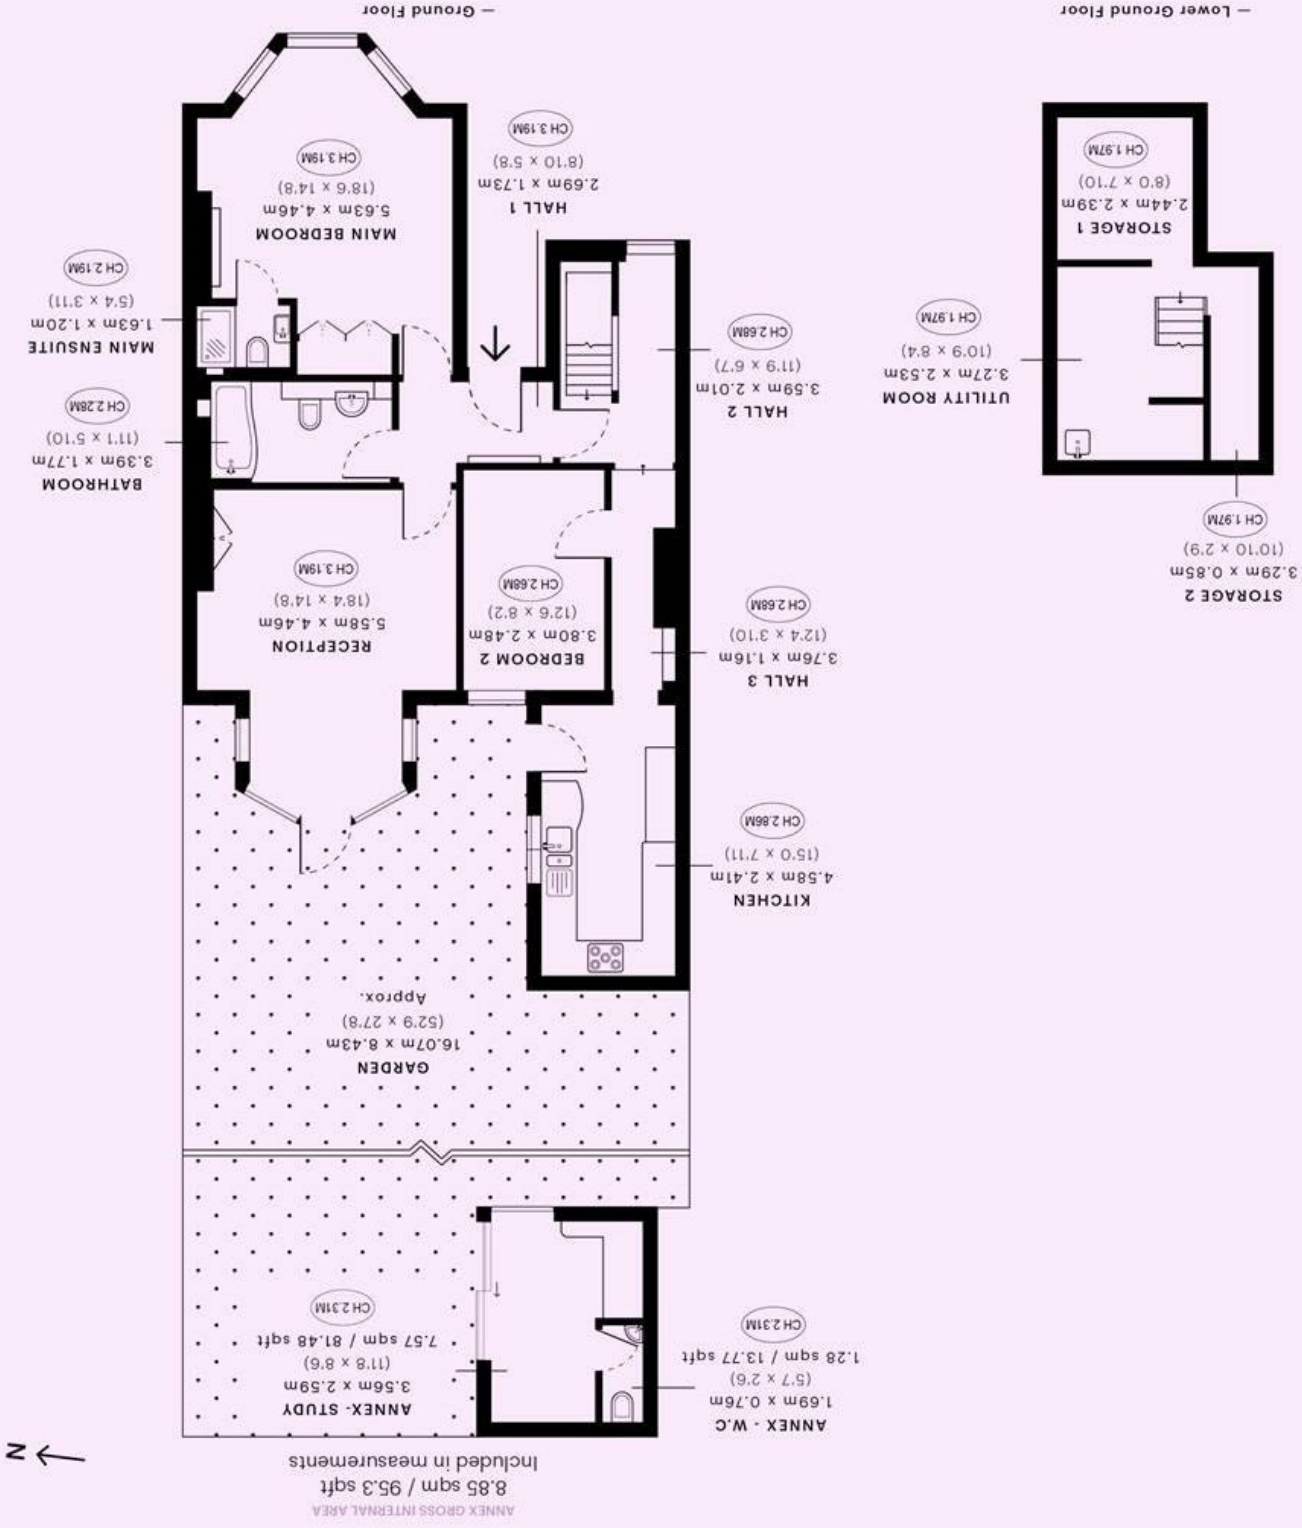 ANNEX GROSS INTERNAL AREA
8.85 sqm / 95.3 sqft
Included in measurements
N
ANNEX - W.C
1.69m x 0.76m
(5'7 x 2'6)
1.28 sqm / 13.77 sqft
CH 2.31M
ANNEX- STUDY
3.56m x 2.59m
(11'8 x 8'6)
7.57 sqm / 81.48 sqft
CH 2.31M
GARDEN
16.07m x 8.43m
(52'9 x 27'8)
Approx.
KITCHEN
4.58m x 2.41m
(15'0 x 7'11)
CH 2.86M
HALL 3
3.76m x 1.16m
(12'4 x 3'10)
CH 2.68M
BEDROOM 2
3.80m x 2.48m
(12'6 x 8'2)
CH 2.68M
RECEPTION
5.58m x 4.46m
(18'4 x 14'8)
CH 3.19M
STORAGE 2
3.29m x 0.85m
(10'10 x 2'9)
CH 1.97M
BATHROOM
3.39m x 1.77m
(11'1 x 5'10)
CH 2.28M
HALL 2
3.59m x 2.01m
(11'9 x 6'7)
CH 2.68M
UTILITY ROOM
3.27m x 2.53m
(10'9 x 8'4)
CH 1.97M
MAIN ENSUITE
1.63m x 1.20m
(5'4 x 3'11)
CH 2.19M
MAIN BEDROOM
5.63m x 4.46m
(18'6 x 14'8)
CH 3.19M
HALL 1
2.69m x 1.73m
(8'10 x 5'8)
CH 3.19M
STORAGE 1
2.44m x 2.39m
(8'0 x 7'10)
CH 1.97M
— Lower Ground Floor
— Ground Floor